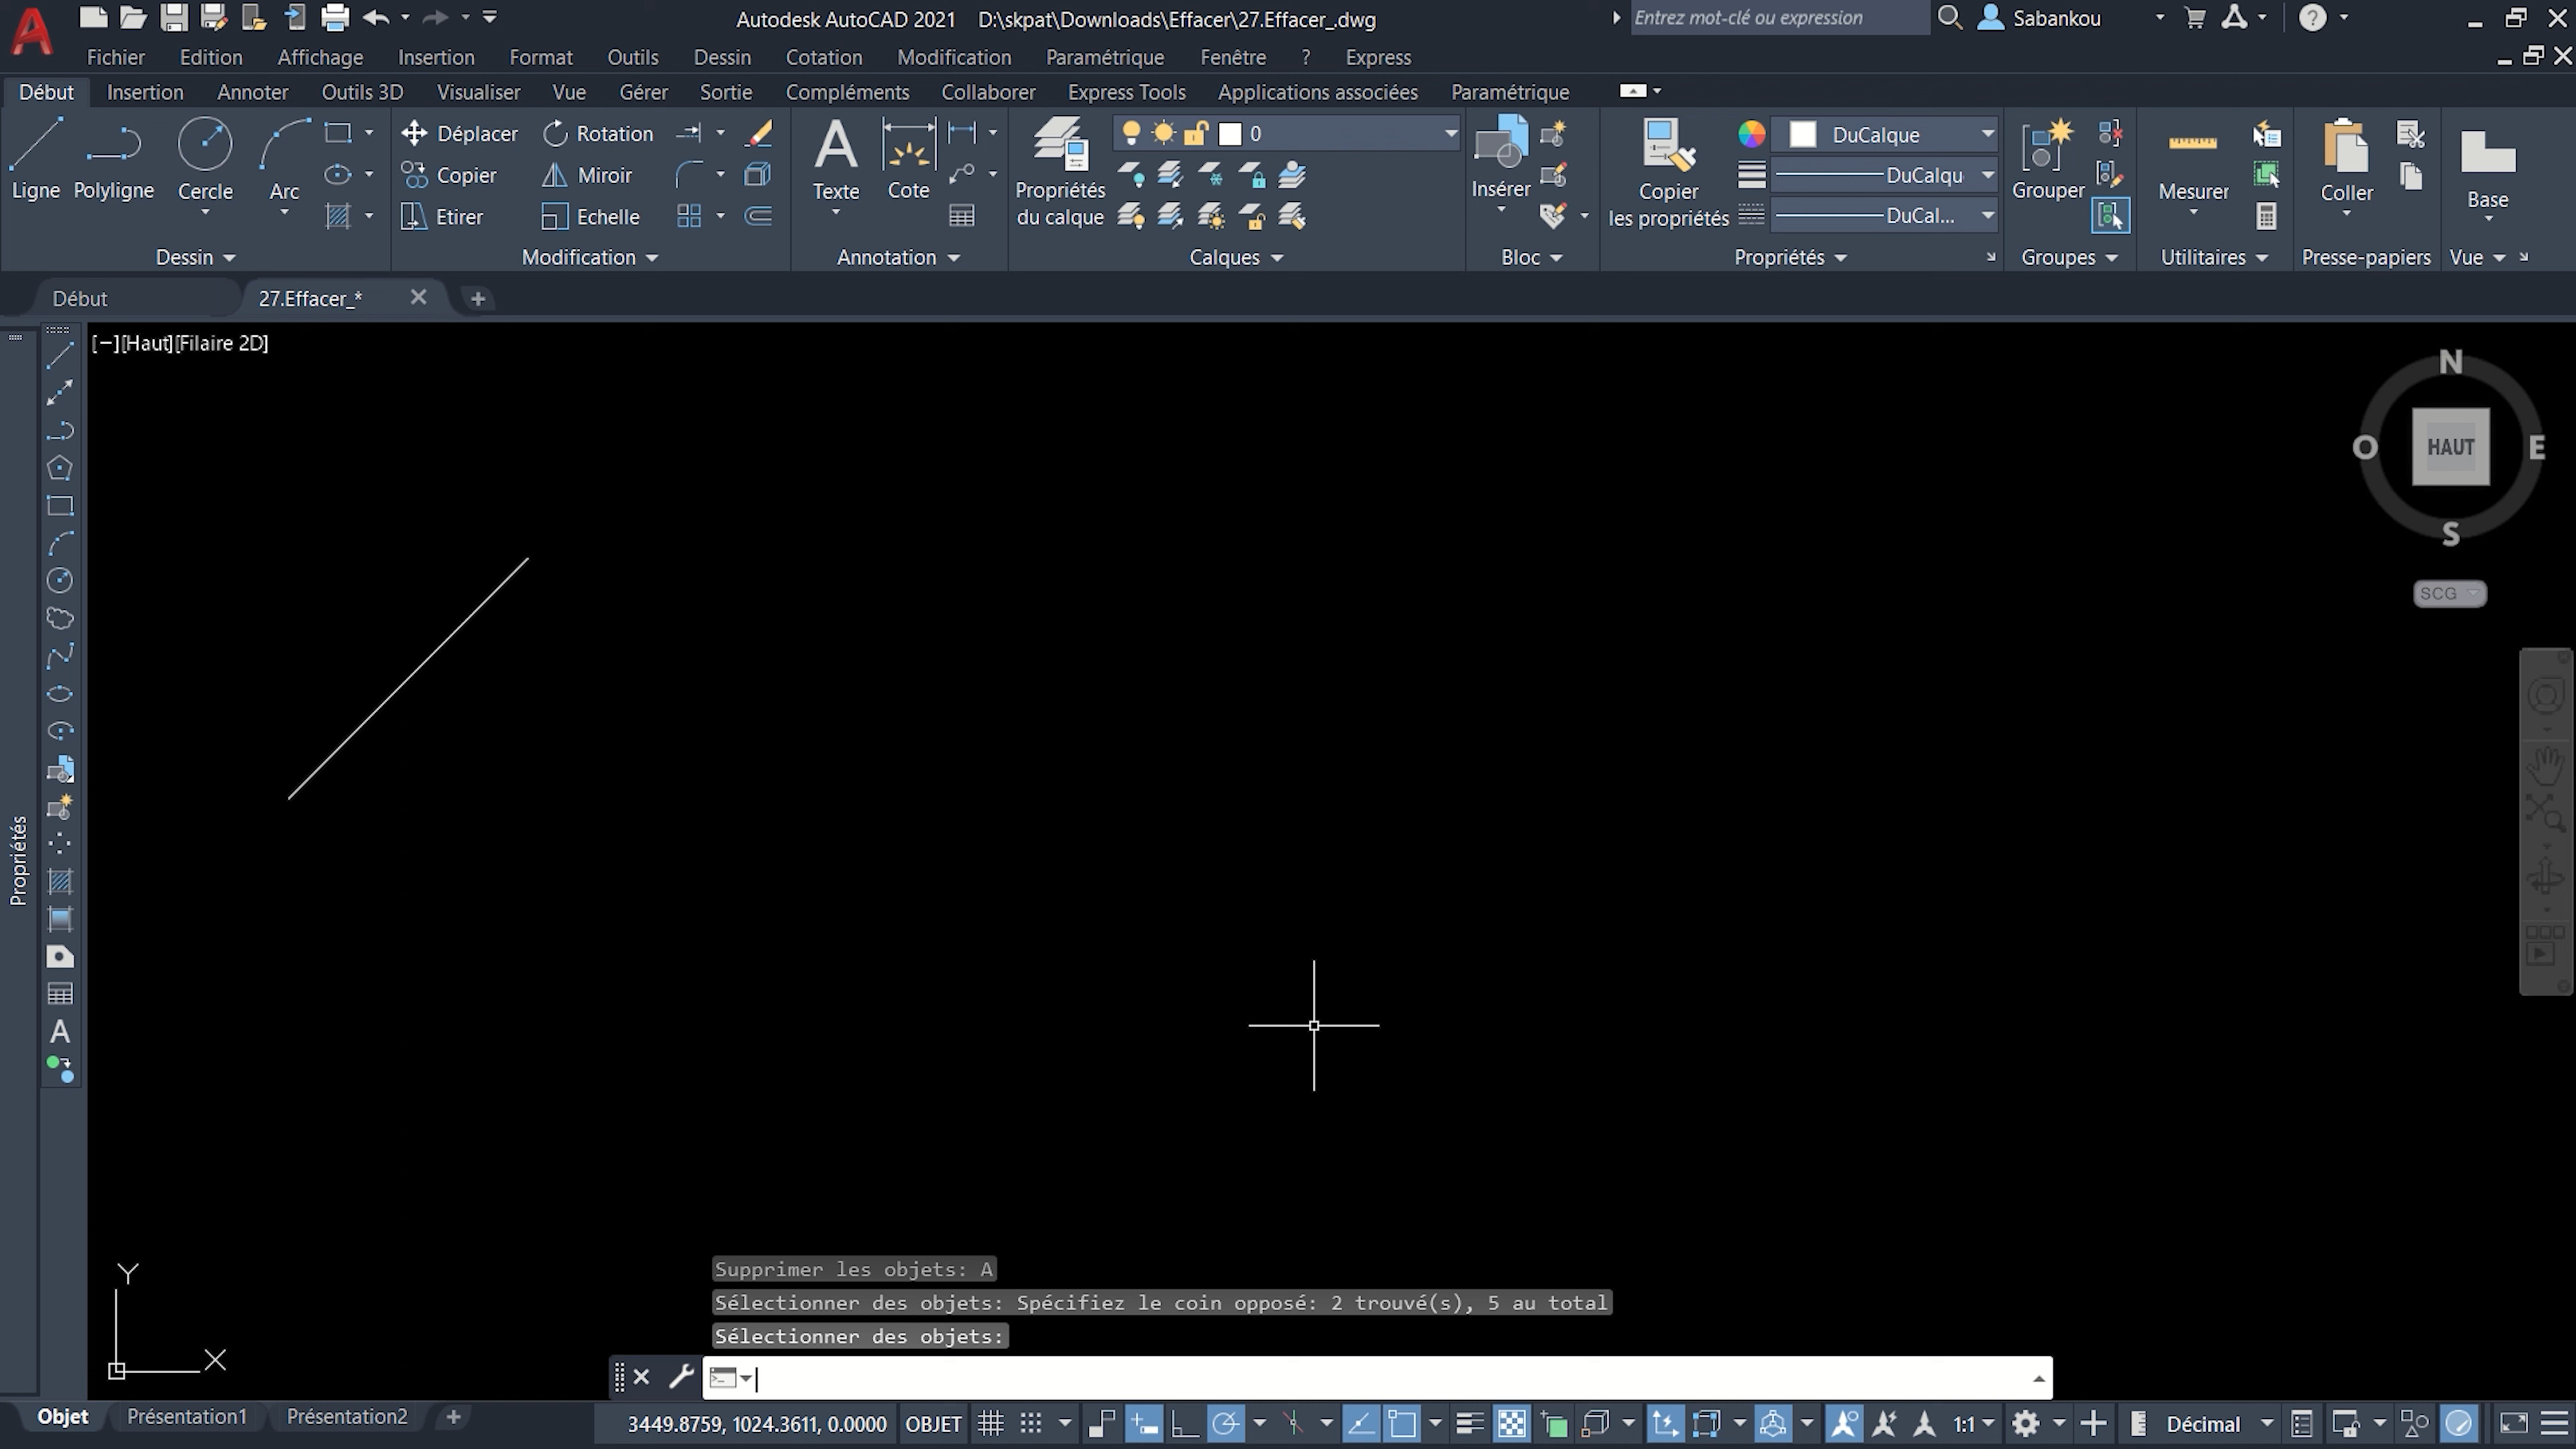 Autodesk AutoCAD 2021 D:\skpat\Downloads\Effacer\27.Effacer_.dwg
Entrez mot-clé ou expression
Sabankou
Fichier Edition Affichage Insertion Format Outils Dessin Cotation Modification Paramétrique Fenêtre ? Express
Début Insertion Annoter Outils 3D Visualiser Vue Gérer Sortie Compléments Collaborer Express Tools Applications associées Paramétrique
Ligne
Polyligne
Cercle
Arc
Dessin
Déplacer
Rotation
Copier
Miroir
Etirer
Echelle
Modification
Texte
Cote
Annotation
Propriétés
du calque
0
Calques
Insérer
Bloc
Copier
les propriétés
DuCalque
DuCalqu
DuCal...
Propriétés
Grouper
Groupes
Mesurer
Utilitaires
Coller
Presse-papiers
Base
Vue
Début
27.Effacer_*
[−][Haut][Filaire 2D]
N
O
HAUT
E
S
SCG
Propriétés
A
Y
X
Supprimer les objets: A
Sélectionner des objets: Spécifiez le coin opposé: 2 trouvé(s), 5 au total
Sélectionner des objets:
Objet Présentation1 Présentation2
3449.8759, 1024.3611, 0.0000 OBJET
1:1
Décimal